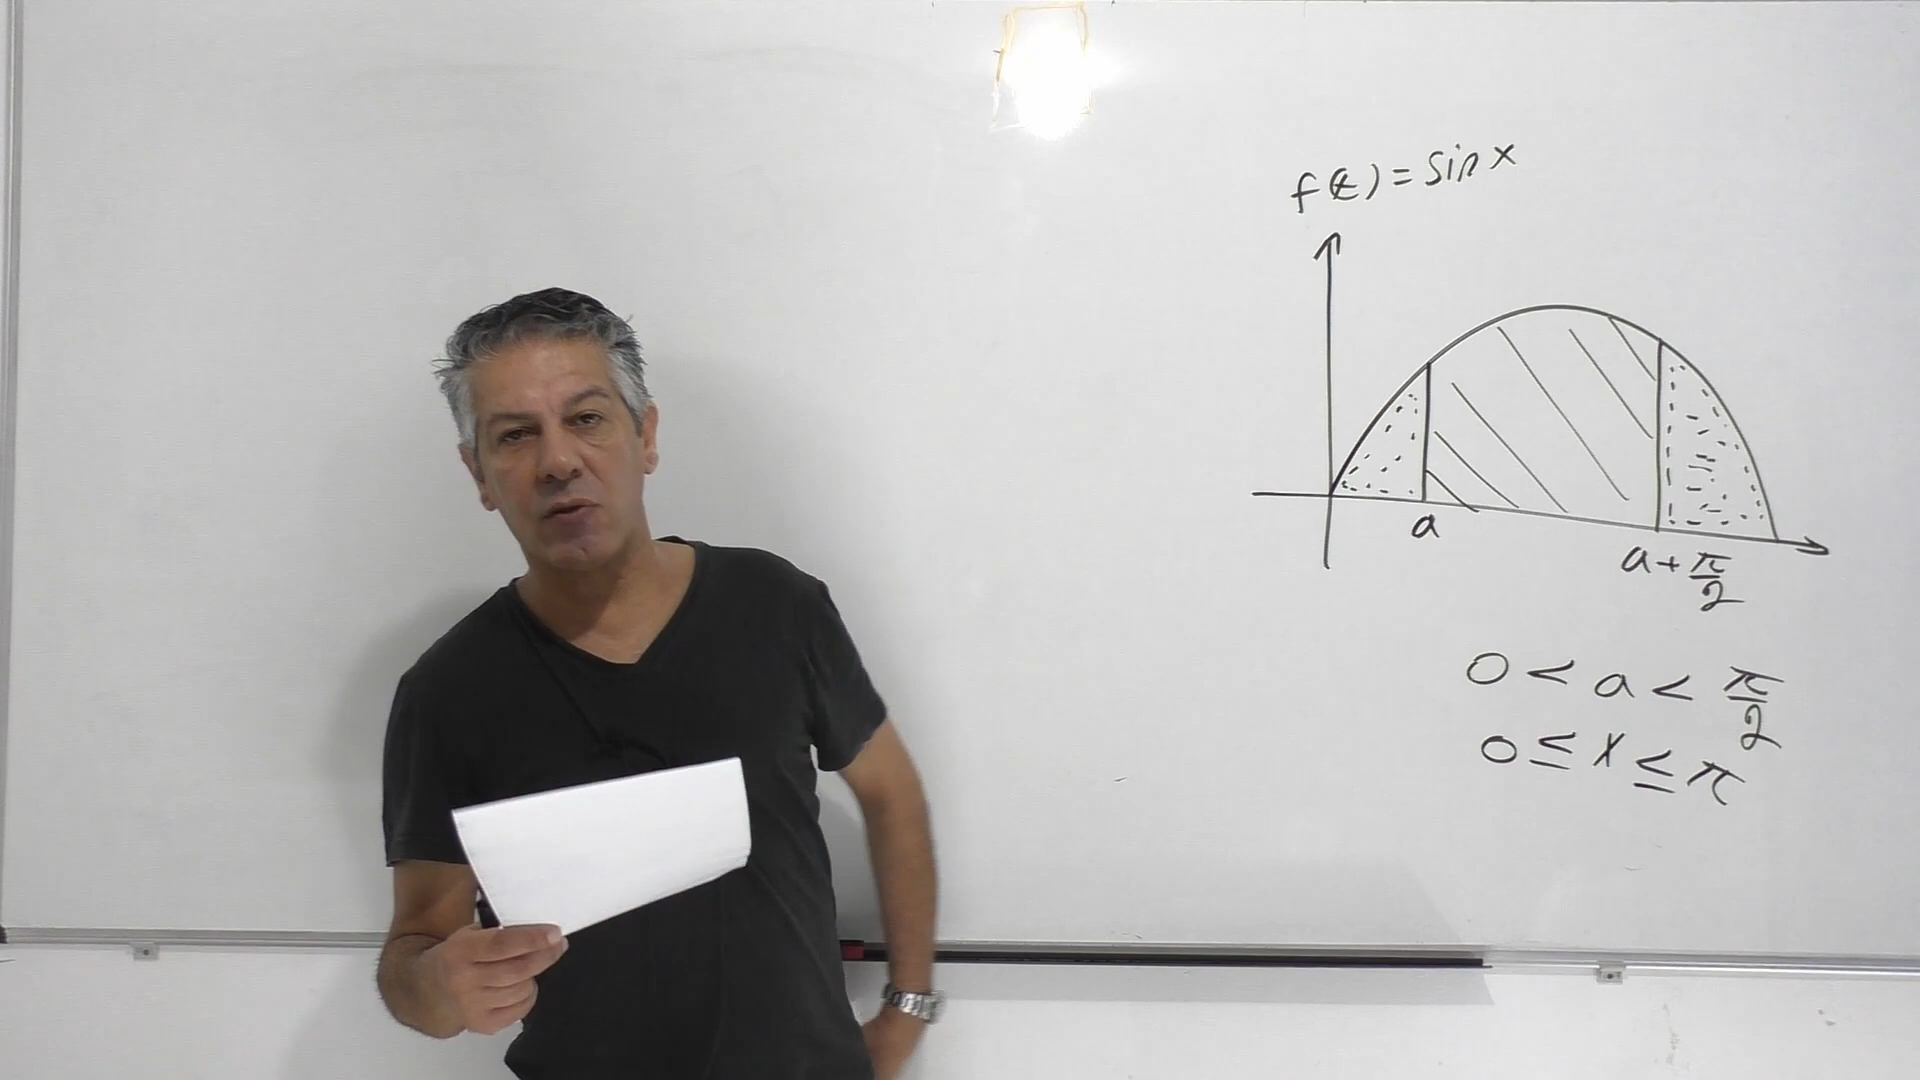 f(x) = sin x
a
a + π/2
0 < a < π/2
0 ≤ x ≤ π